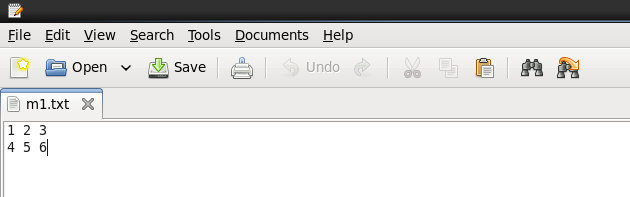 File Edit View Search Tools Documents Help
Open Save Undo
m1.txt
1 2 3
4 5 6